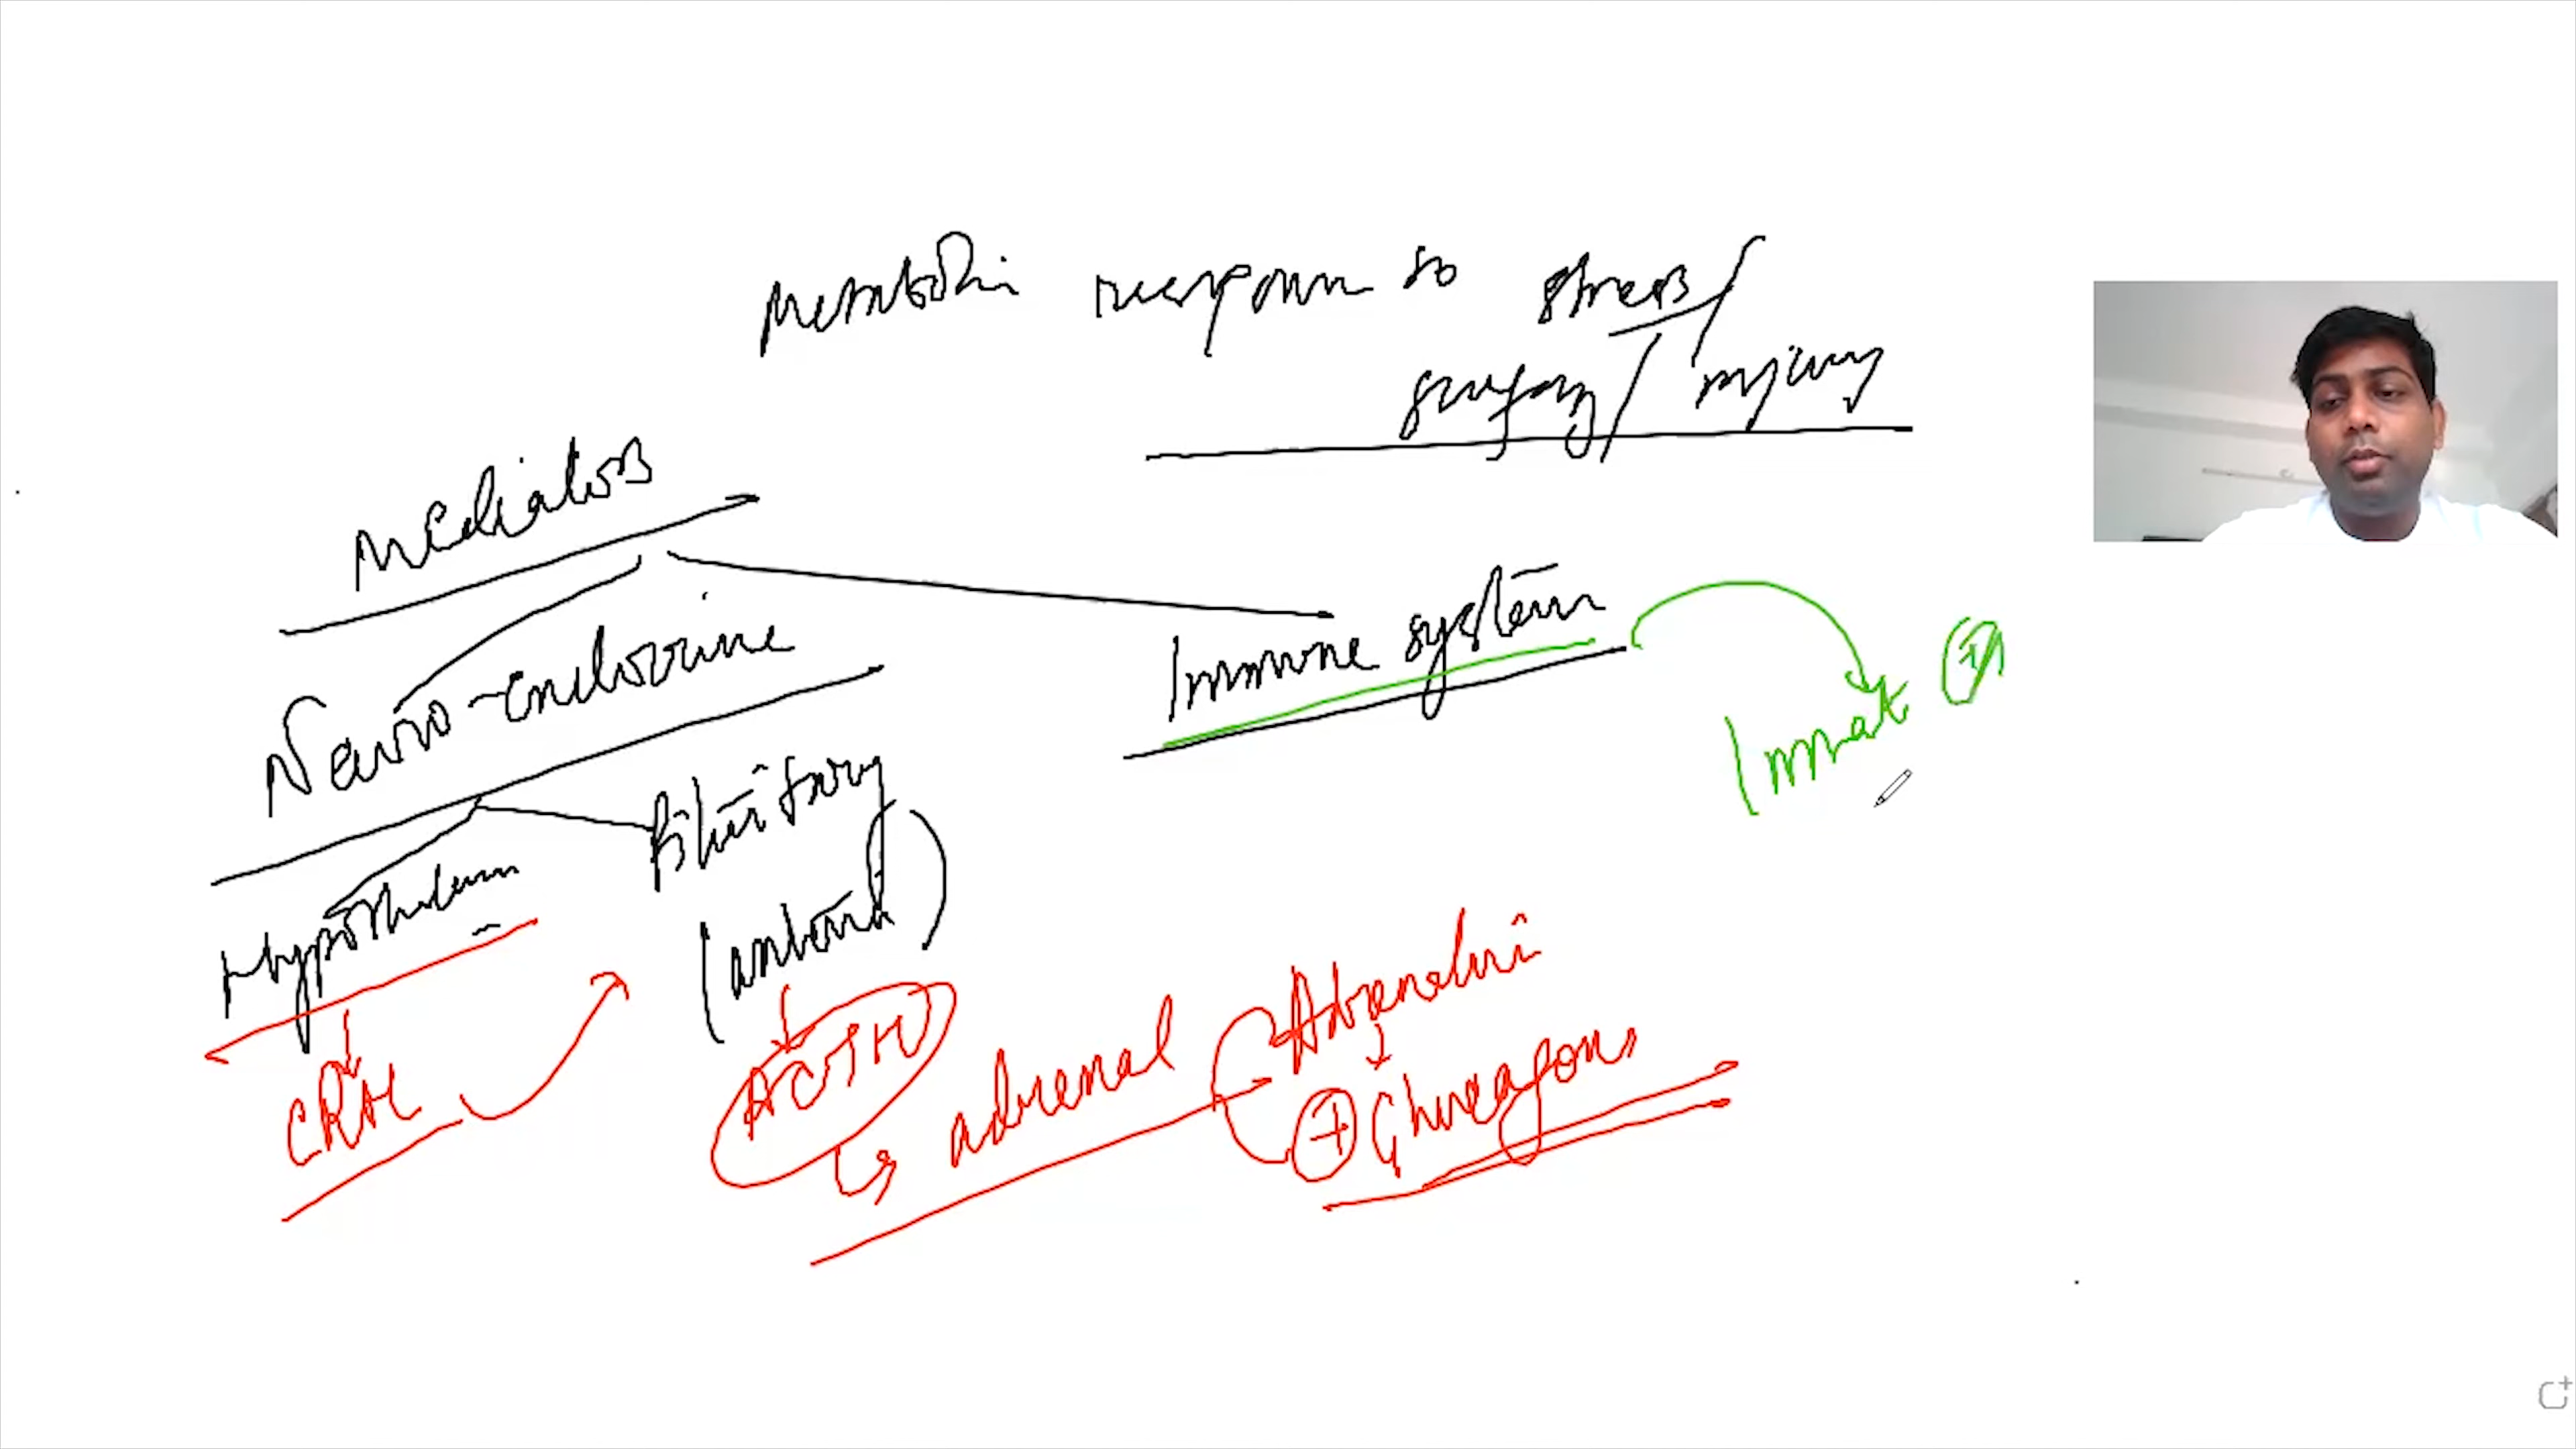 Metabolic response to stress/
surgery/ injury
Mediators
Neuro-endocrine
Immune system
Innate +
Hypothalamus
Pituitary
(anterior)
CRH
ACTH
adrenal
Adrenalin
+ Glucagon